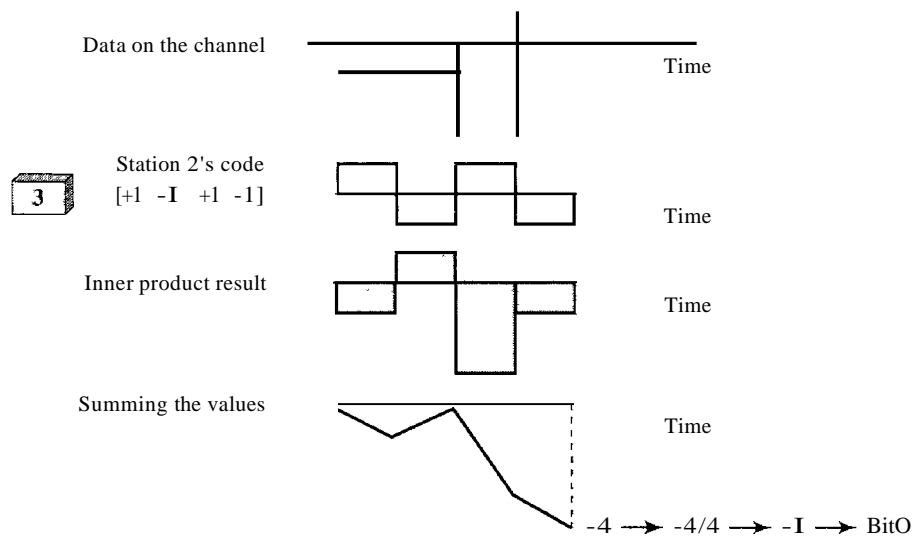 Data on the channel
Time
Station 2's code
3
[+1 -I +1 -1]
Time
Inner product result
Time
Summing the values
Time
-4 → -4/4 → -I → BitO